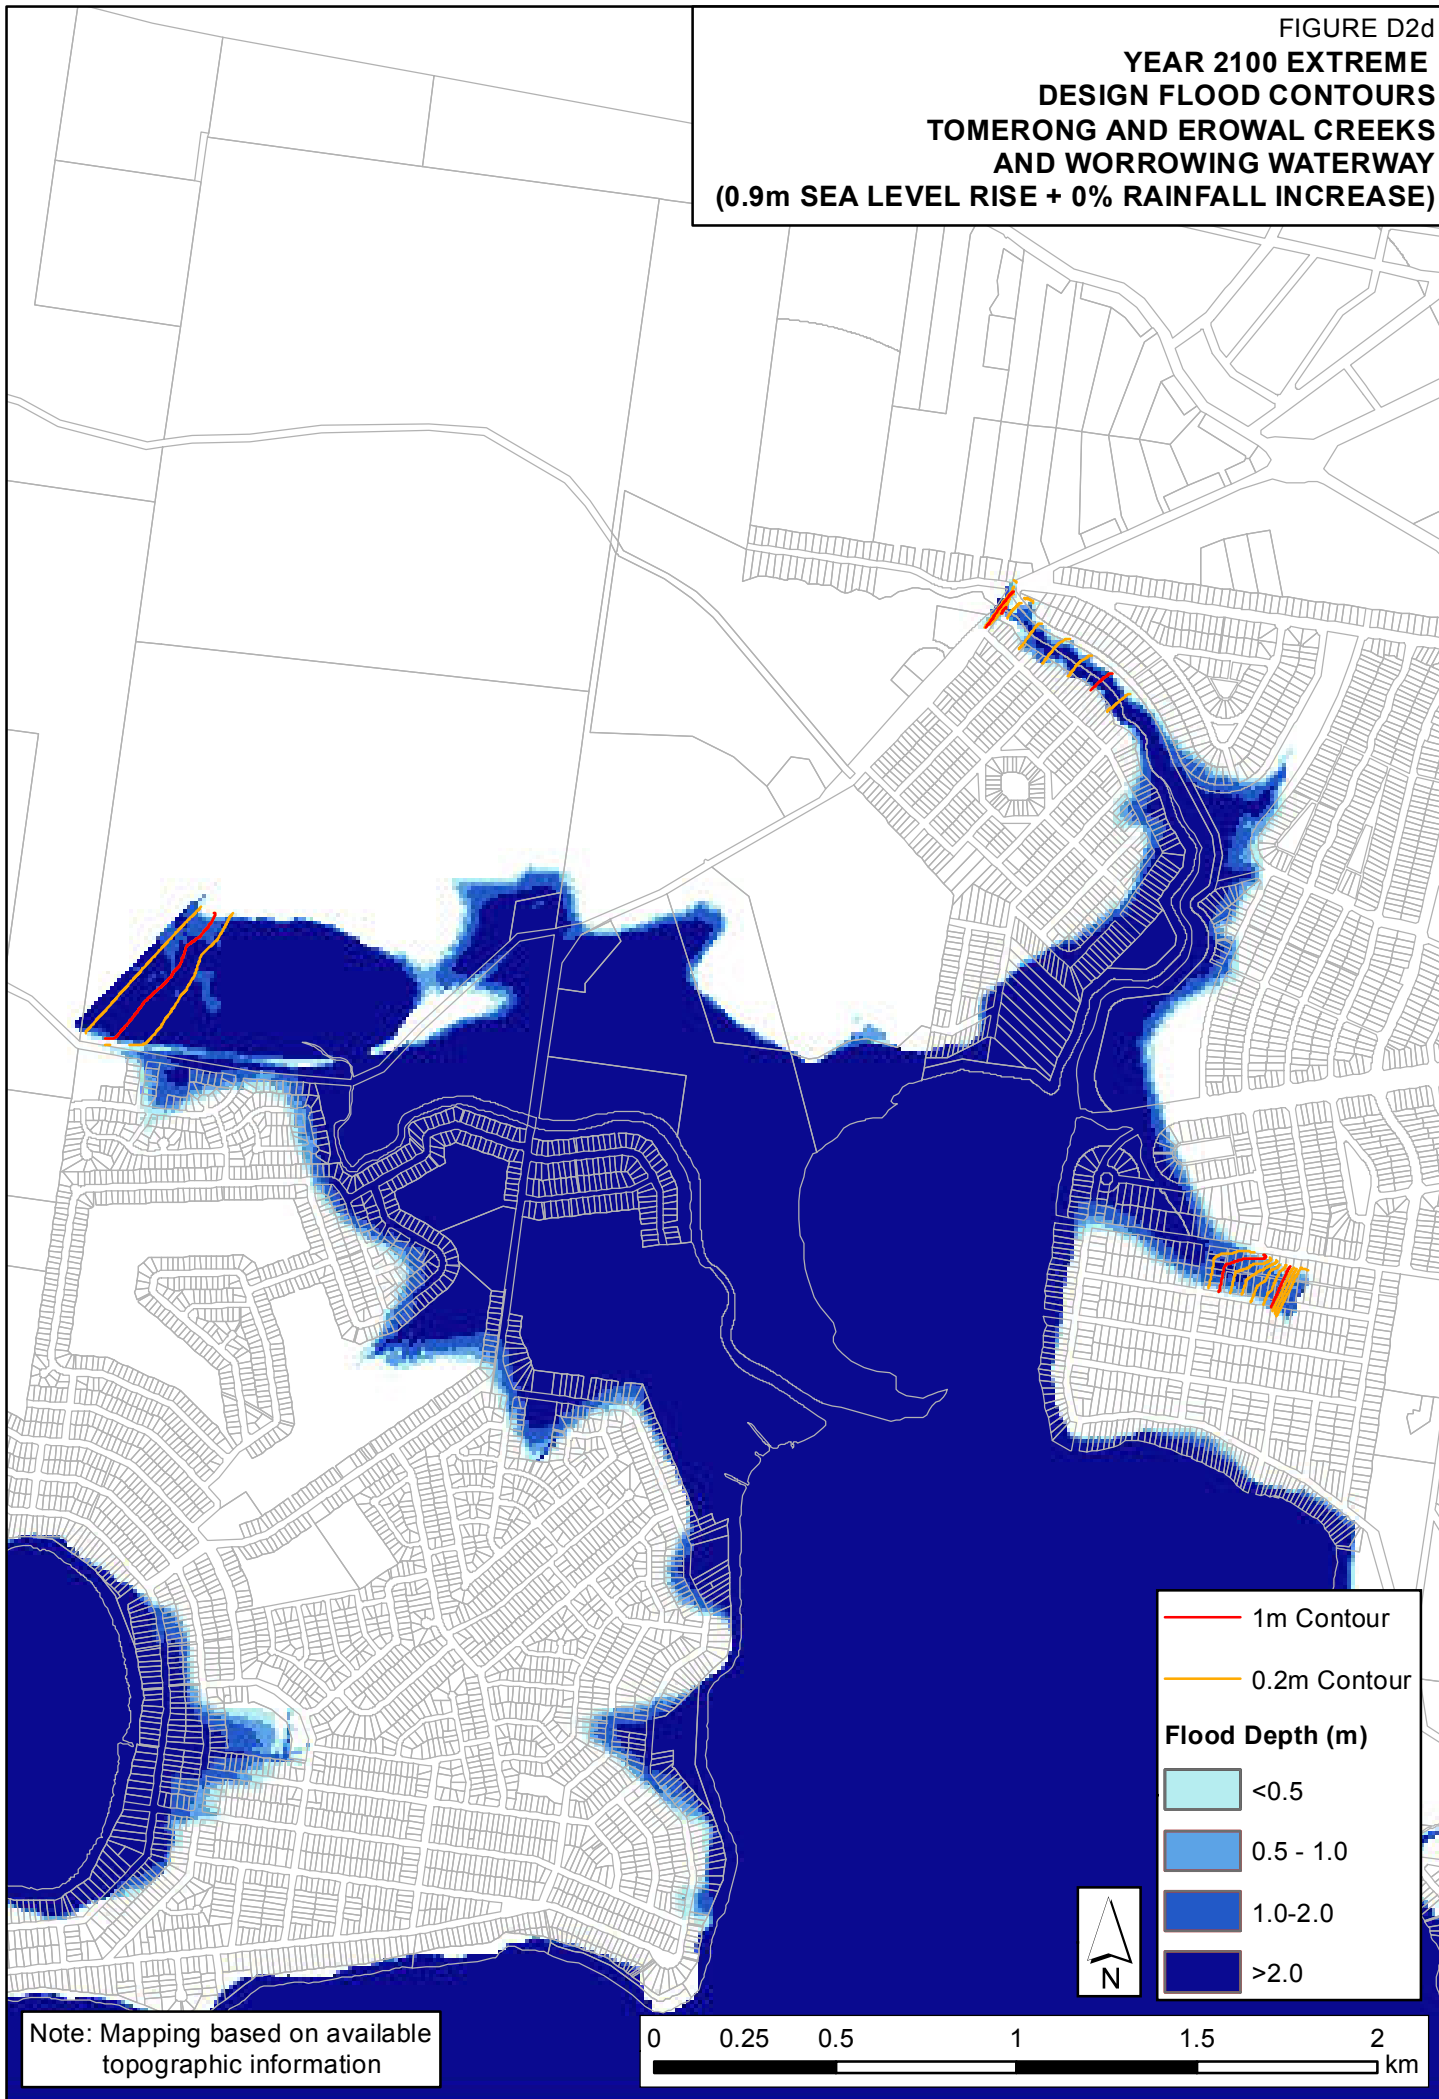 FIGURE D2d
YEAR 2100 EXTREME
DESIGN FLOOD CONTOURS
TOMERONG AND EROWAL CREEKS
AND WORROWING WATERWAY
(0.9m SEA LEVEL RISE + 0% RAINFALL INCREASE)
1m Contour
0.2m Contour
Flood Depth (m)
<0.5
0.5 - 1.0
1.0-2.0
>2.0
N
Note: Mapping based on available
topographic information
0 0.25 0.5 1 1.5 2
km